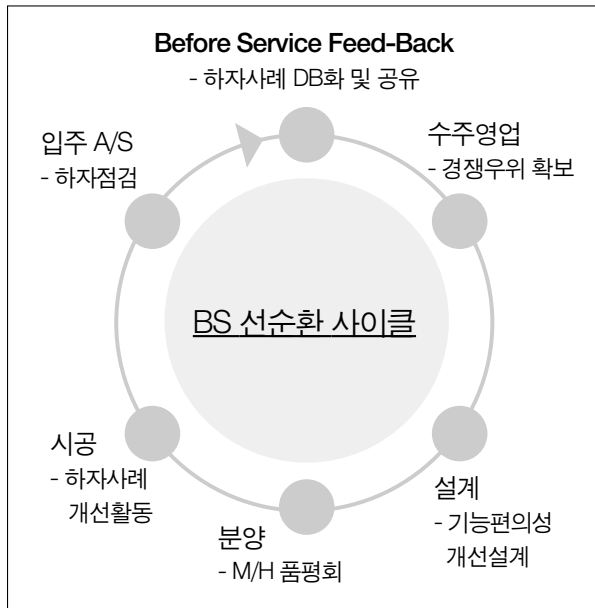 Before Service Feed-Back
- 하자사례 DB화 및 공유
수주영업
- 경쟁우위 확보
설계
- 기능편의성
개선설계
분양
- M/H 품평회
시공
- 하자사례
개선활동
입주 A/S
- 하자점검
BS 선순환 사이클